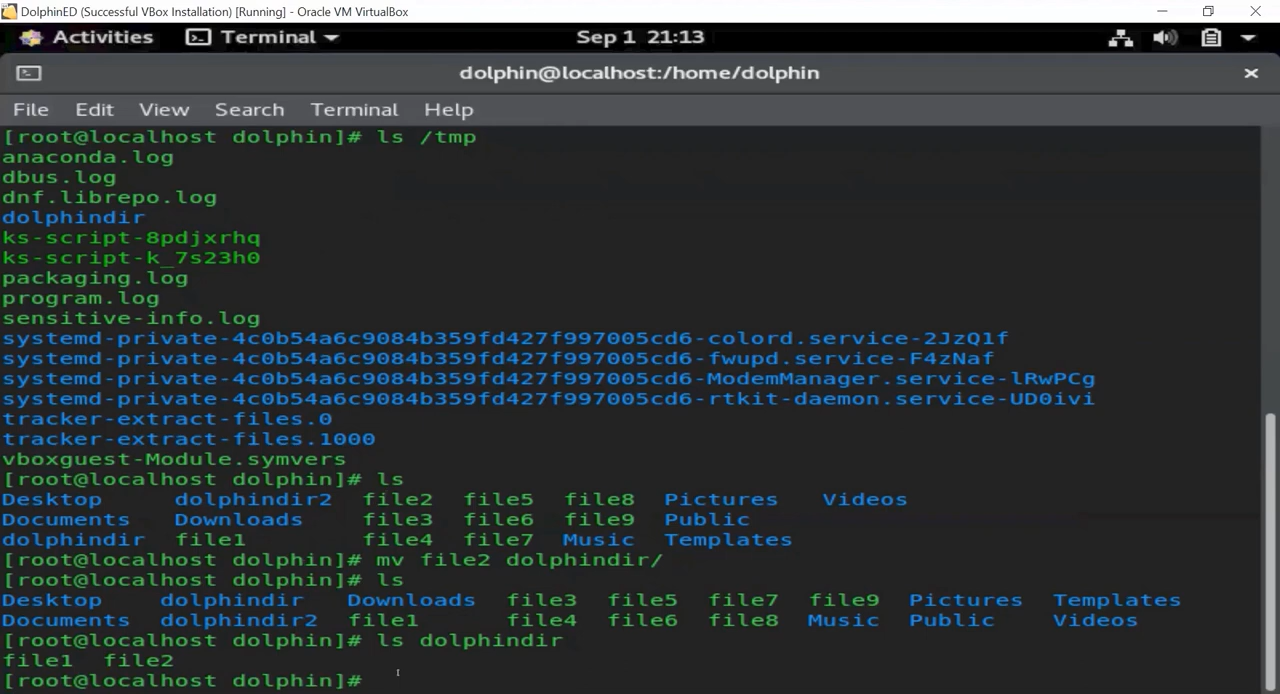 DolphinED (Successful VBox Installation) [Running] - Oracle VM VirtualBox
Activities Terminal Sep 1 21:13
dolphin@localhost:/home/dolphin
File Edit View Search Terminal Help
[root@localhost dolphin]# ls /tmp
anaconda.log
dbus.log
dnf.librepo.log
dolphindir
ks-script-8pdjxrhq
ks-script-k_7s23h0
packaging.log
program.log
sensitive-info.log
systemd-private-4c0b54a6c9084b359fd427f997005cd6-colord.service-2JzQ1f
systemd-private-4c0b54a6c9084b359fd427f997005cd6-fwupd.service-F4zNaf
systemd-private-4c0b54a6c9084b359fd427f997005cd6-ModemManager.service-lRwPCg
systemd-private-4c0b54a6c9084b359fd427f997005cd6-rtkit-daemon.service-UD0ivi
tracker-extract-files.0
tracker-extract-files.1000
vboxguest-Module.symvers
[root@localhost dolphin]# ls
Desktop dolphindir2 file2 file5 file8 Pictures Videos
Documents Downloads file3 file6 file9 Public
dolphindir file1 file4 file7 Music Templates
[root@localhost dolphin]# mv file2 dolphindir/
[root@localhost dolphin]# ls
Desktop dolphindir Downloads file3 file5 file7 file9 Pictures Templates
Documents dolphindir2 file1 file4 file6 file8 Music Public Videos
[root@localhost dolphin]# ls dolphindir
file1 file2
[root@localhost dolphin]#